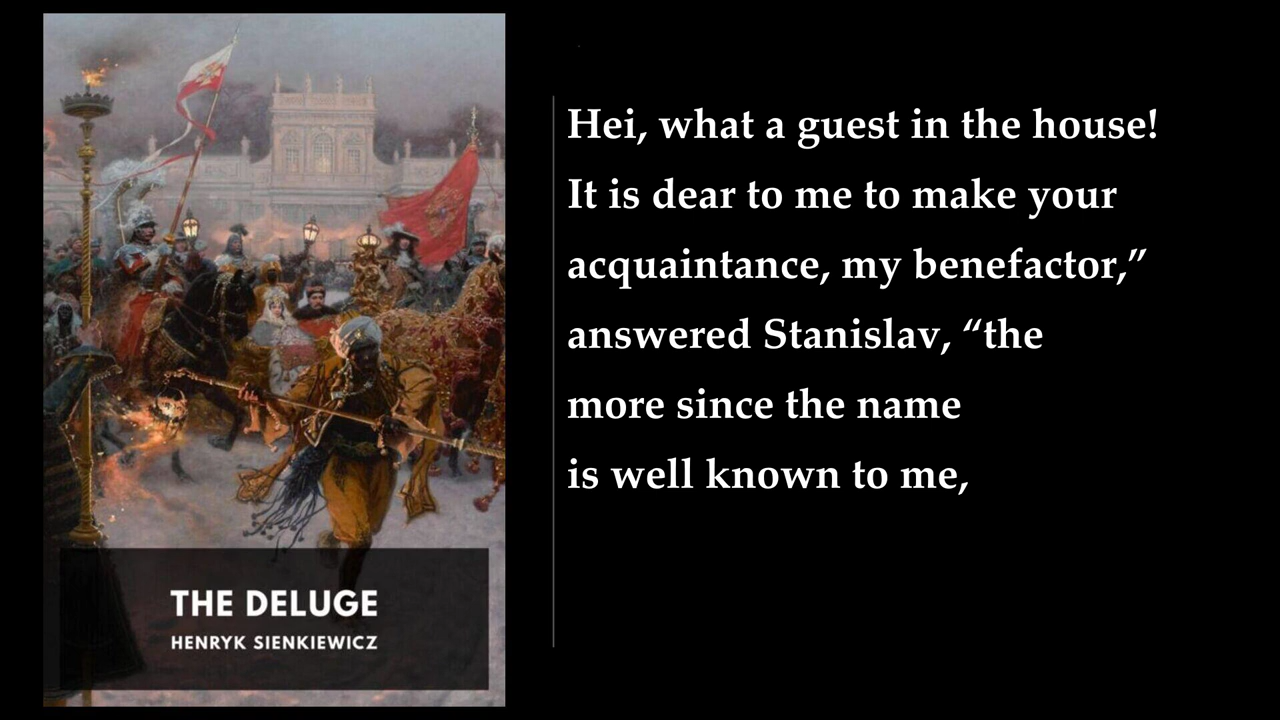 THE DELUGE
HENRYK SIENKIEWICZ
Hei, what a guest in the house!
It is dear to me to make your
acquaintance, my benefactor,”
answered Stanislav, “the
more since the name
is well known to me,